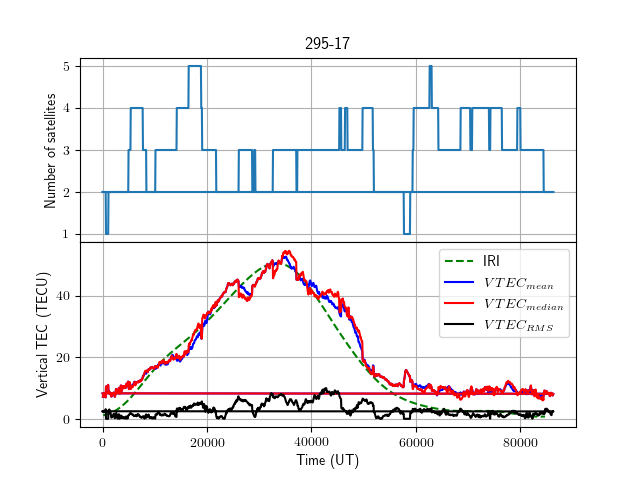 295-17
Number of satellites
5
4
3
2
1
Vertical TEC (TECU)
40
20
0
IRI
VTEC_mean
VTEC_median
VTEC_RMS
0 20000 40000 60000 80000
Time (UT)